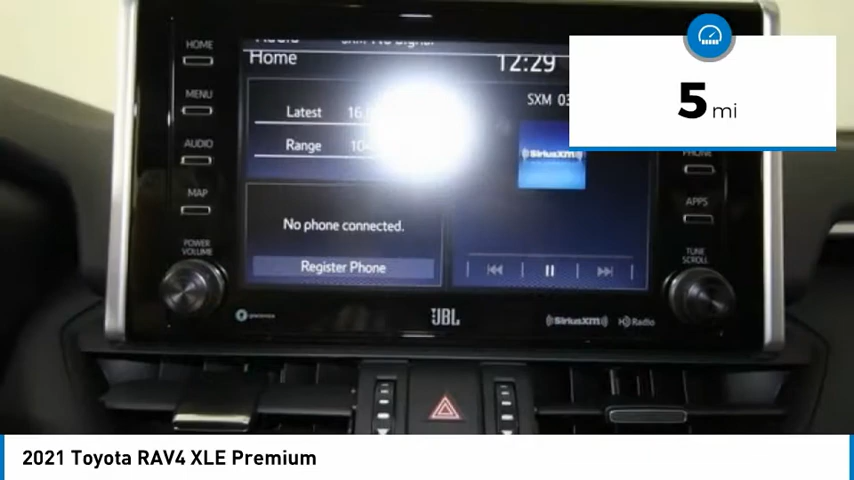 HOME
MENU
AUDIO
MAP
POWER
VOLUME
Home
12:29
Latest
Range
SXM
SiriusXM
No phone connected.
Register Phone
PHONE
APPS
TUNE
SCROLL
JBL
SiriusXM
HD Radio
5 mi
2021 Toyota RAV4 XLE Premium